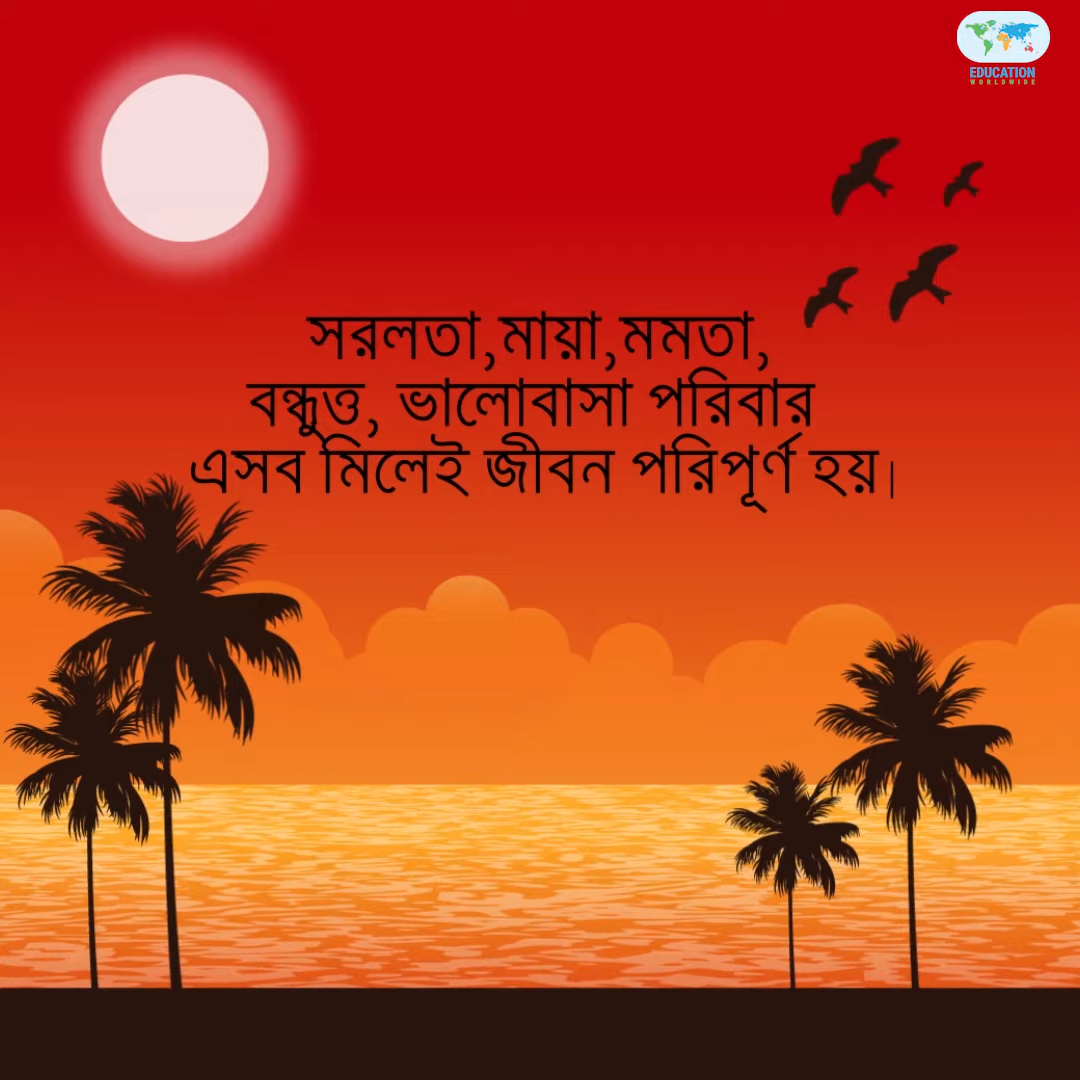 EDUCATION
WORLDWIDE
সরলতা,মায়া,মমতা,
বন্ধুত্ত, ভালোবাসা পরিবার
এসব মিলেই জীবন পরিপূর্ণ হয়।